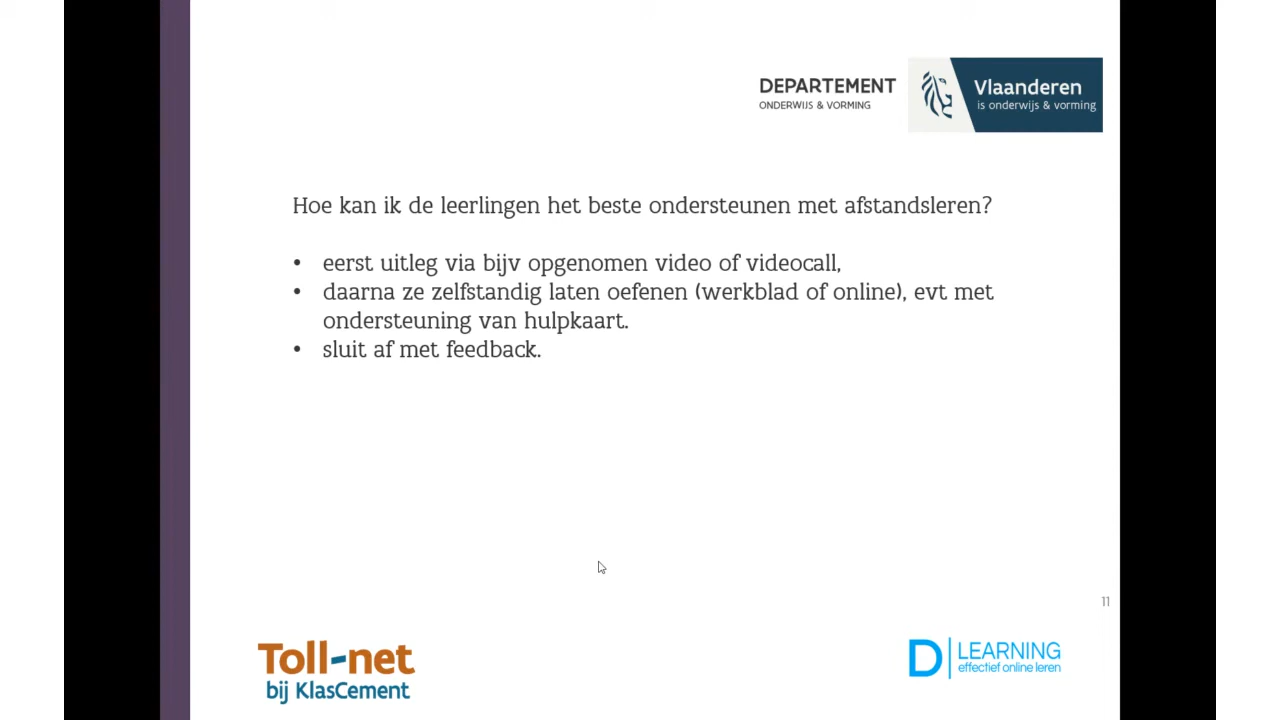 DEPARTEMENT
ONDERWIJS & VORMING
Vlaanderen
is onderwijs & vorming
Hoe kan ik de leerlingen het beste ondersteunen met afstandsleren?
• eerst uitleg via bijv opgenomen video of videocall,
• daarna ze zelfstandig laten oefenen (werkblad of online), evt met
ondersteuning van hulpkaart.
• sluit af met feedback.
11
Toll-net
bij KlasCement
D LEARNING
effectief online leren